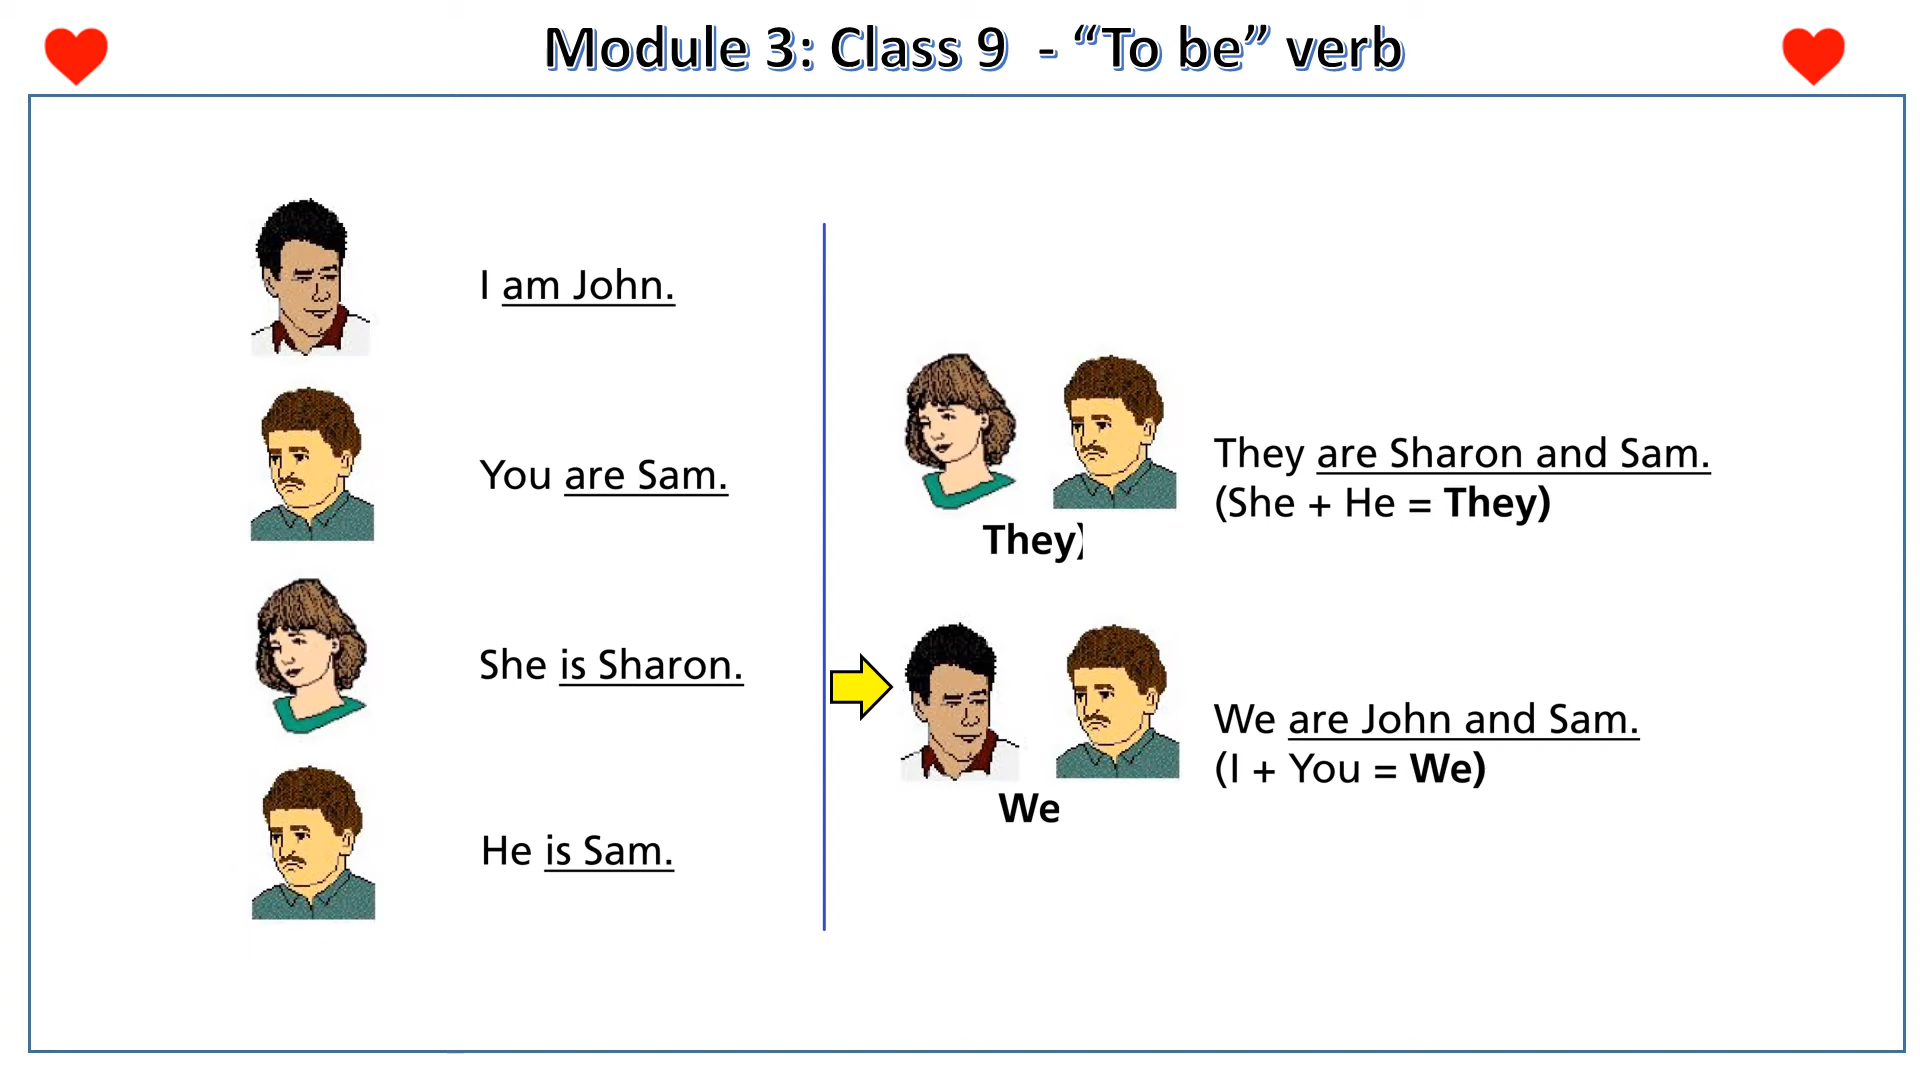 Module 3: Class 9 - “To be” verb
I am John.
You are Sam.
She is Sharon.
He is Sam.
They are Sharon and Sam.
(She + He = They)
They)
We are John and Sam.
(I + You = We)
We